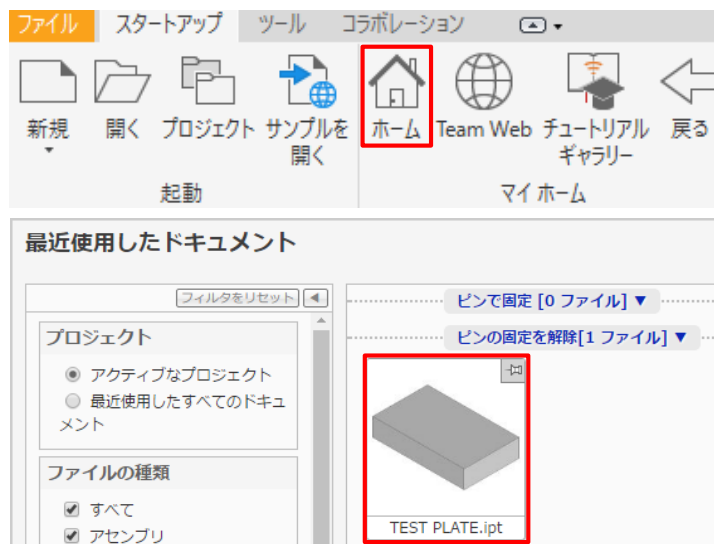 ファイル スタートアップ ツール コラボレーション
新規 開く プロジェクト サンプルを ホーム Team Web チュートリアル 戻る
開く ギャラリー
起動 マイ ホーム
最近使用したドキュメント
フィルタをリセット
プロジェクト
アクティブなプロジェクト
最近使用したすべてのドキュ
メント
ファイルの種類
すべて
アセンブリ
ピンで固定 [0 ファイル] ▼
ピンの固定を解除[1 ファイル] ▼
TEST PLATE.ipt